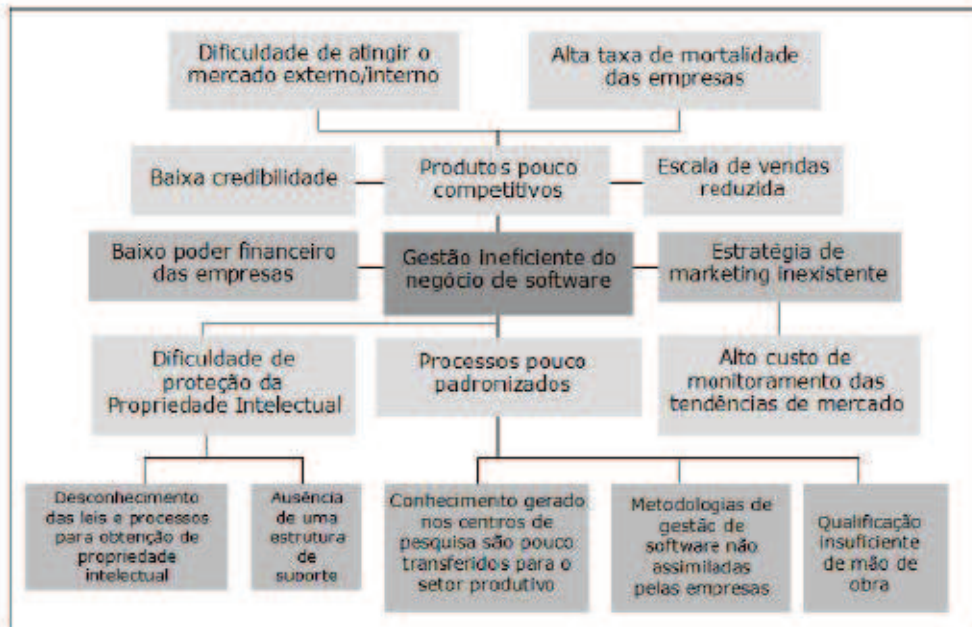 Dificuldade de atingir o
mercado externo/interno
Alta taxa de mortalidade
das empresas
Baixa credibilidade
Produtos pouco
competitivos
Escala de vendas
reduzida
Baixo poder financeiro
das empresas
Gestão ineficiente do
negócio de software
Estratégia de
marketing inexistente
Dificuldade de
proteção da
Propriedade Intelectual
Processos pouco
padronizados
Alto custo de
monitoramento das
tendências de mercado
Desconhecimento
das leis e processos
para obtenção de
propriedade
intelectual
Ausência
de uma
estrutura
de
suporte
Conhecimento gerado
nos centros de
pesquisa são pouco
transferidos para o
setor produtivo
Metodologias de
gestão de
software não
assimiladas
pelas empresas
Qualificação
insuficiente
de mão de
obra